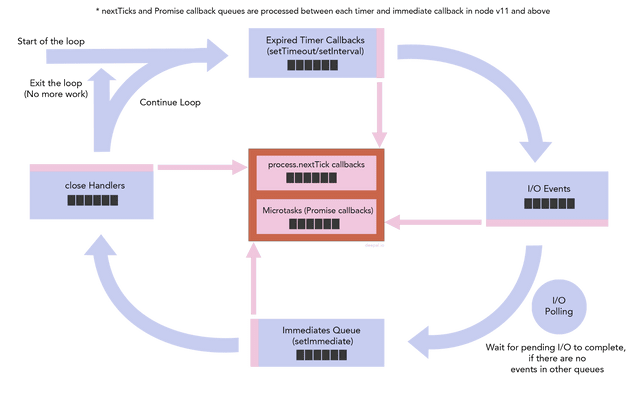 * nextTicks and Promise callback queues are processed between each timer and immediate callback in node v11 and above
Start of the loop
Expired Timer Callbacks
(setTimeout/setInterval)
Exit the loop
(No more work)
Continue Loop
process.nextTick callbacks
close Handlers
I/O Events
Microtasks (Promise callbacks)
I/O
Polling
Immediates Queue
(setImmediate)
Wait for pending I/O to complete,
if there are no
events in other queues